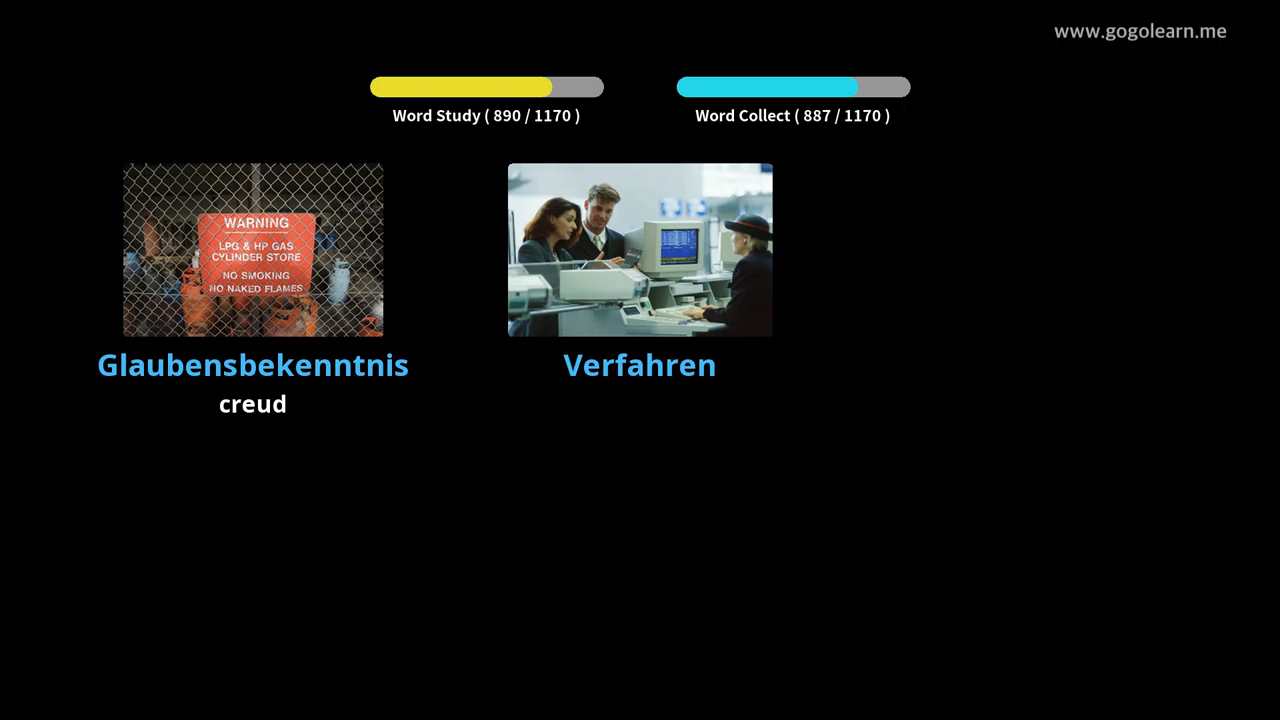 www.gogolearn.me
Word Study ( 890 / 1170 )
Word Collect ( 887 / 1170 )
WARNING
LPG & HP GAS
CYLINDER STORE
NO SMOKING
NO NAKED FLAMES
Glaubensbekenntnis
Verfahren
creud